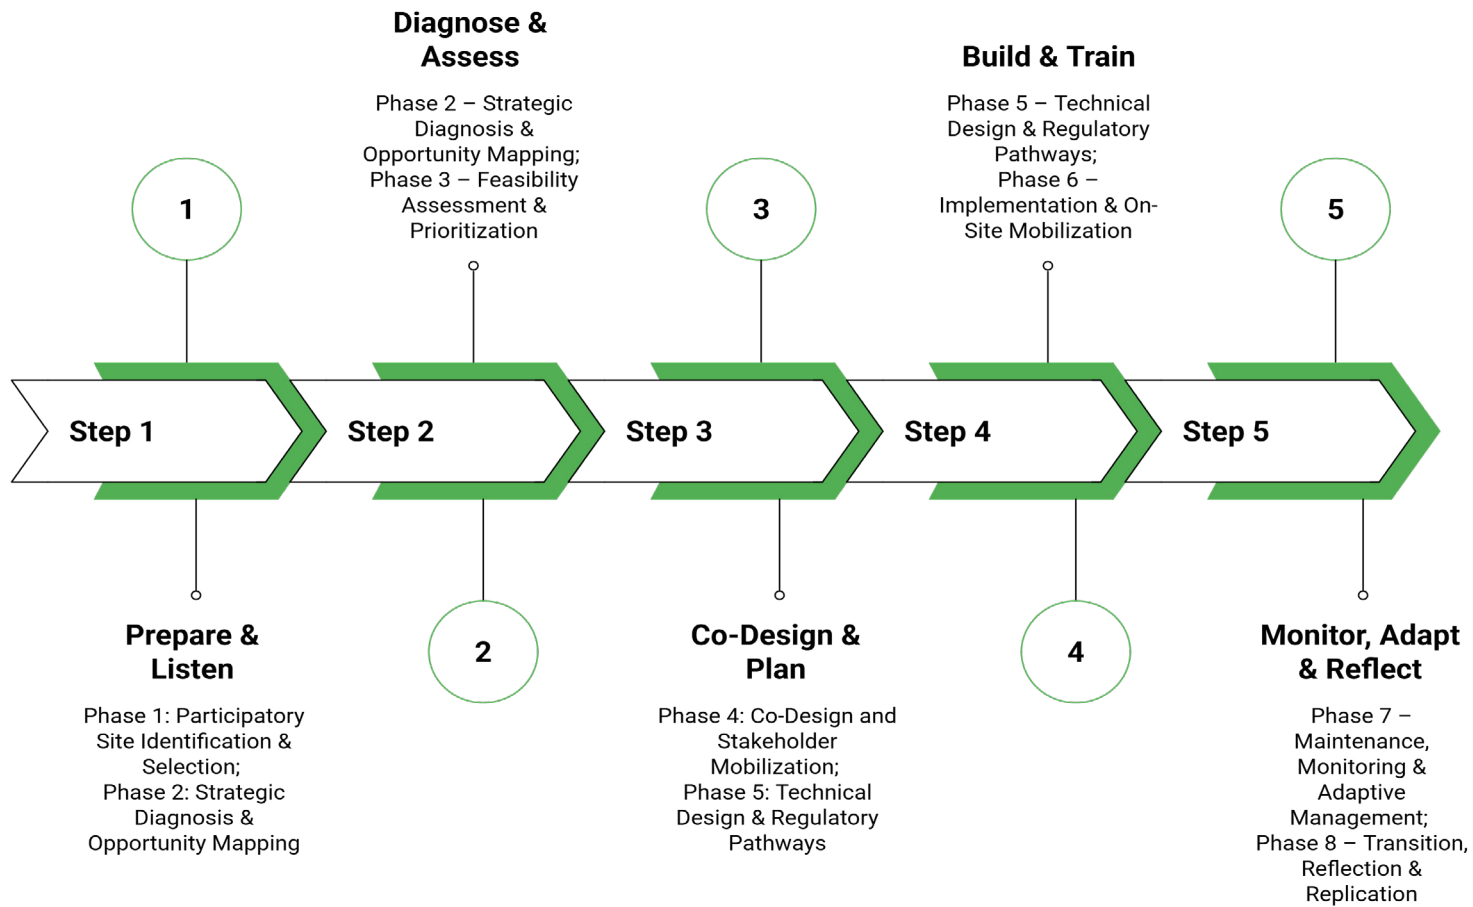 Diagnose &
Assess
Phase 2 – Strategic
Diagnosis &
Opportunity Mapping;
Phase 3 – Feasibility
Assessment &
Prioritization
Build & Train
Phase 5 – Technical
Design & Regulatory
Pathways;
Phase 6 –
Implementation & On-
Site Mobilization
1
3
5
Step 1
Step 2
Step 3
Step 4
Step 5
2
4
Prepare &
Listen
Phase 1: Participatory
Site Identification &
Selection;
Phase 2: Strategic
Diagnosis &
Opportunity Mapping
Co-Design &
Plan
Phase 4: Co-Design and
Stakeholder
Mobilization;
Phase 5: Technical
Design & Regulatory
Pathways
Monitor, Adapt
& Reflect
Phase 7 –
Maintenance,
Monitoring &
Adaptive
Management;
Phase 8 – Transition,
Reflection &
Replication